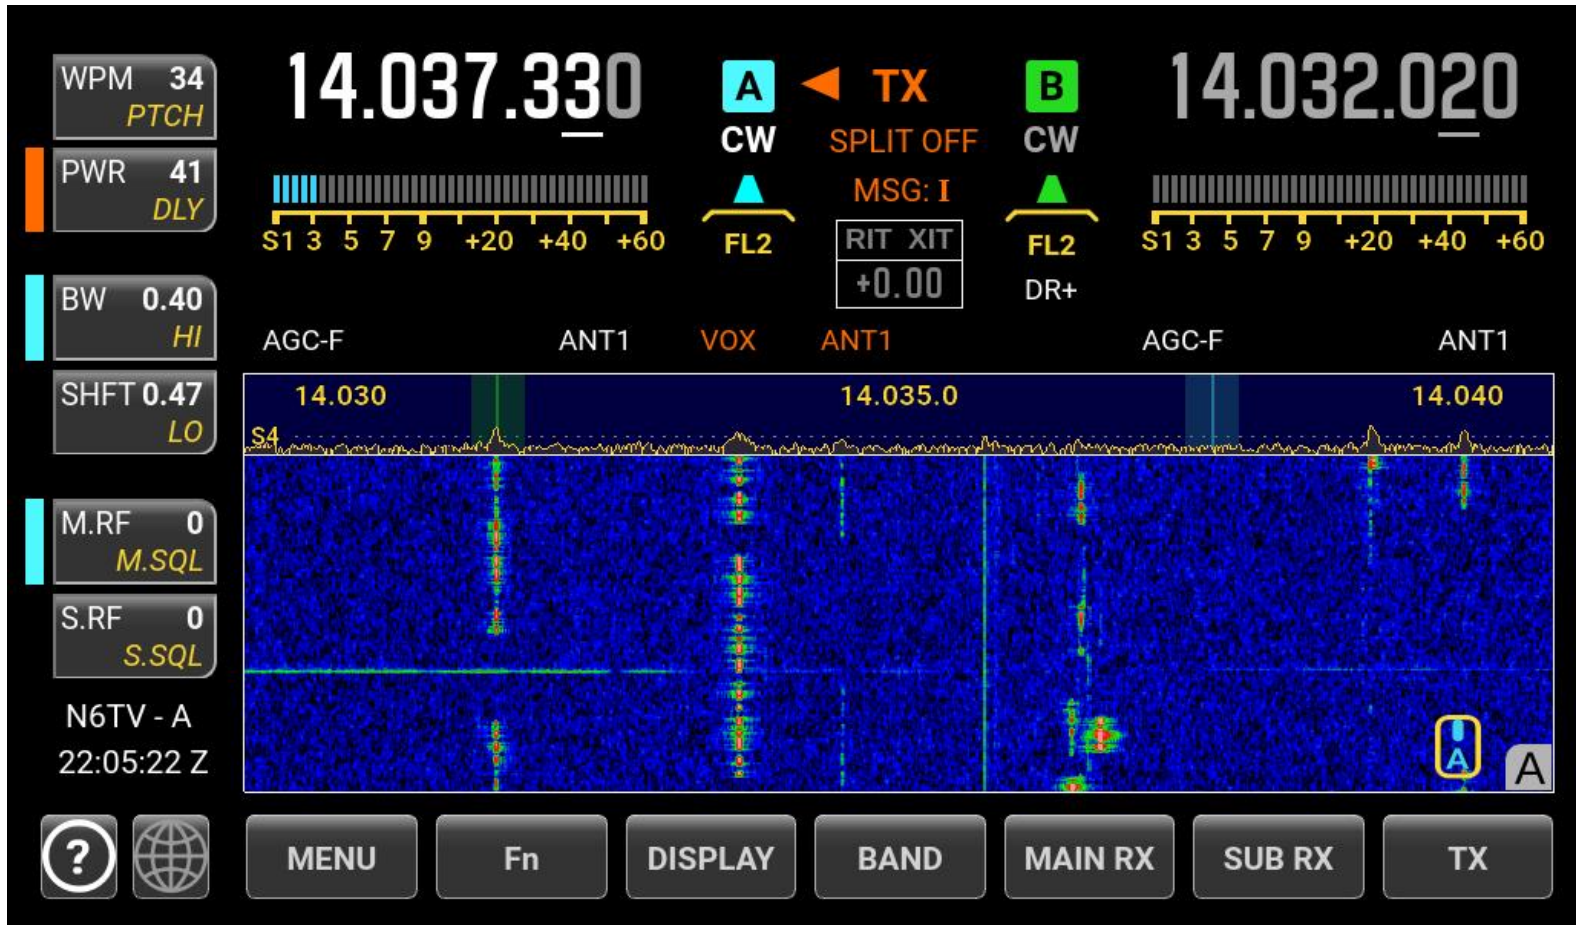 WPM 34
PTCH
PWR 41
DLY
BW 0.40
HI
SHFT 0.47
LO
M.RF 0
M.SQL
S.RF 0
S.SQL
N6TV - A
22:05:22 Z
?
14.037.330
A
TX
B
14.032.020
CW
SPLIT OFF
CW
MSG: I
S1 3 5 7 9 +20 +40 +60
FL2
RIT XIT
+0.00
FL2
S1 3 5 7 9 +20 +40 +60
DR+
AGC-F
ANT1
VOX
ANT1
AGC-F
ANT1
14.030
14.035.0
14.040
S4
A
A
MENU
Fn
DISPLAY
BAND
MAIN RX
SUB RX
TX